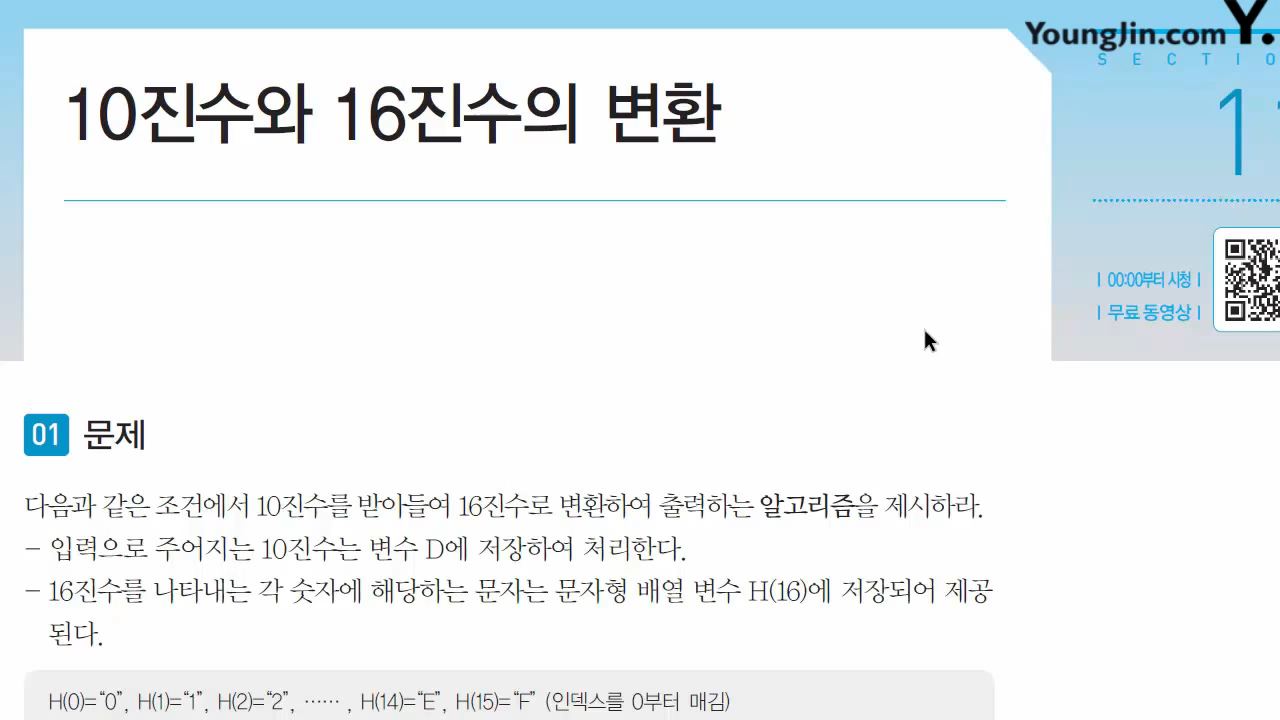 YoungJin.com Y.
SECTIO
10진수와 16진수의 변환
| 00:00부터 시청 |
| 무료 동영상 |
01 문제
다음과 같은 조건에서 10진수를 받아들여 16진수로 변환하여 출력하는 알고리즘을 제시하라.
– 입력으로 주어지는 10진수는 변수 D에 저장하여 처리한다.
– 16진수를 나타내는 각 숫자에 해당하는 문자는 문자형 배열 변수 H(16)에 저장되어 제공
된다.
H(0)=“0”, H(1)=“1”, H(2)=“2”, ⋯⋯ , H(14)=“E”, H(15)=“F” (인덱스를 0부터 매김)